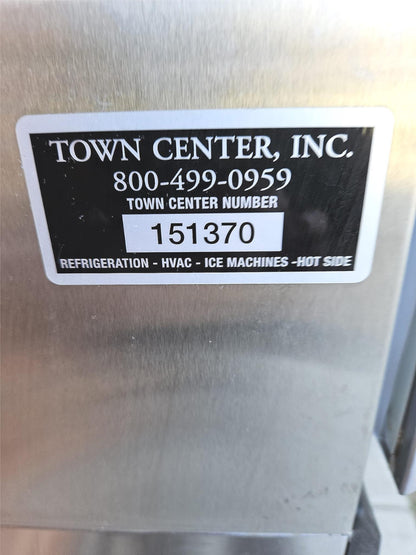 TOWN CENTER, INC.
800-499-0959
TOWN CENTER NUMBER
151370
REFRIGERATION - HVAC - ICE MACHINES -HOT SIDE